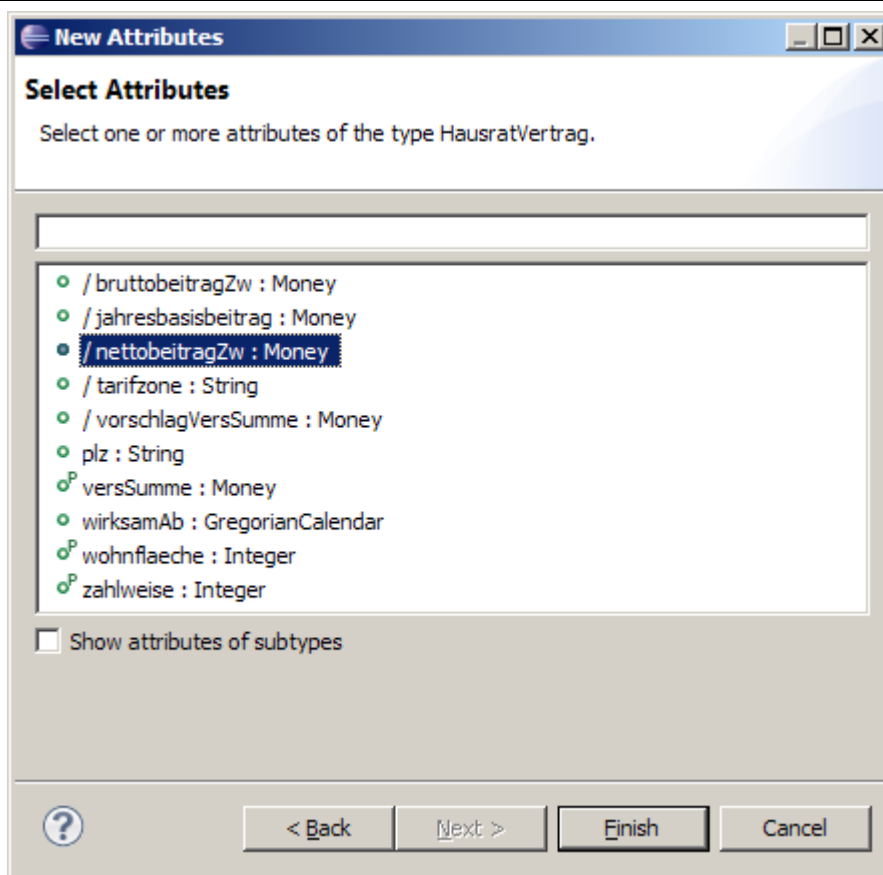 New Attributes
Select Attributes
Select one or more attributes of the type HausratVertrag.
/ bruttobeitragZw : Money
/ jahresbasisbeitrag : Money
/ nettobeitragZw : Money
/ tarifzone : String
/ vorschlagVersSumme : Money
plz : String
P versSumme : Money
wirksamAb : GregorianCalendar
P wohnflaeche : Integer
P zahlweise : Integer
Show attributes of subtypes
? < Back Next > Finish Cancel